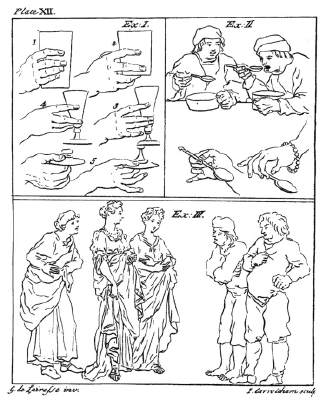 Plate XII.
Ex: I.
1
2
4
3
5
Ex: II.
Ex: III.
G. de Lairesse inv.
sculp